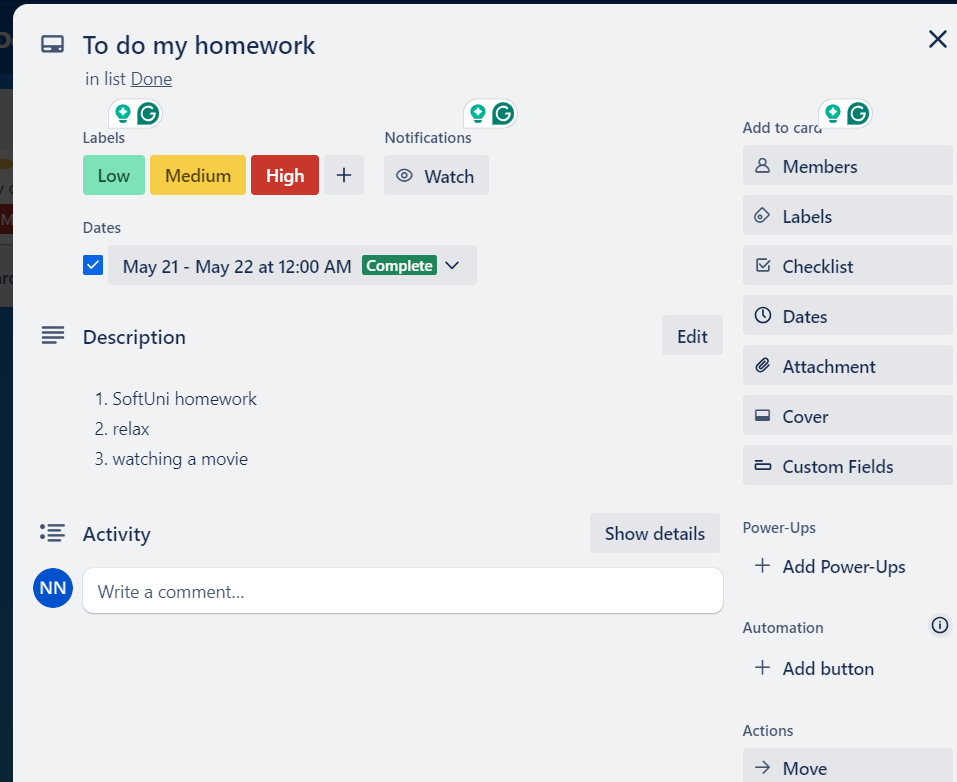 To do my homework
in list Done
Labels
Low Medium High +
Notifications
Watch
Dates
May 21 - May 22 at 12:00 AM Complete
Description
Edit
1. SoftUni homework
2. relax
3. watching a movie
Activity
Show details
NN
Write a comment...
Add to card
Members
Labels
Checklist
Dates
Attachment
Cover
Custom Fields
Power-Ups
+ Add Power-Ups
Automation
+ Add button
Actions
→ Move